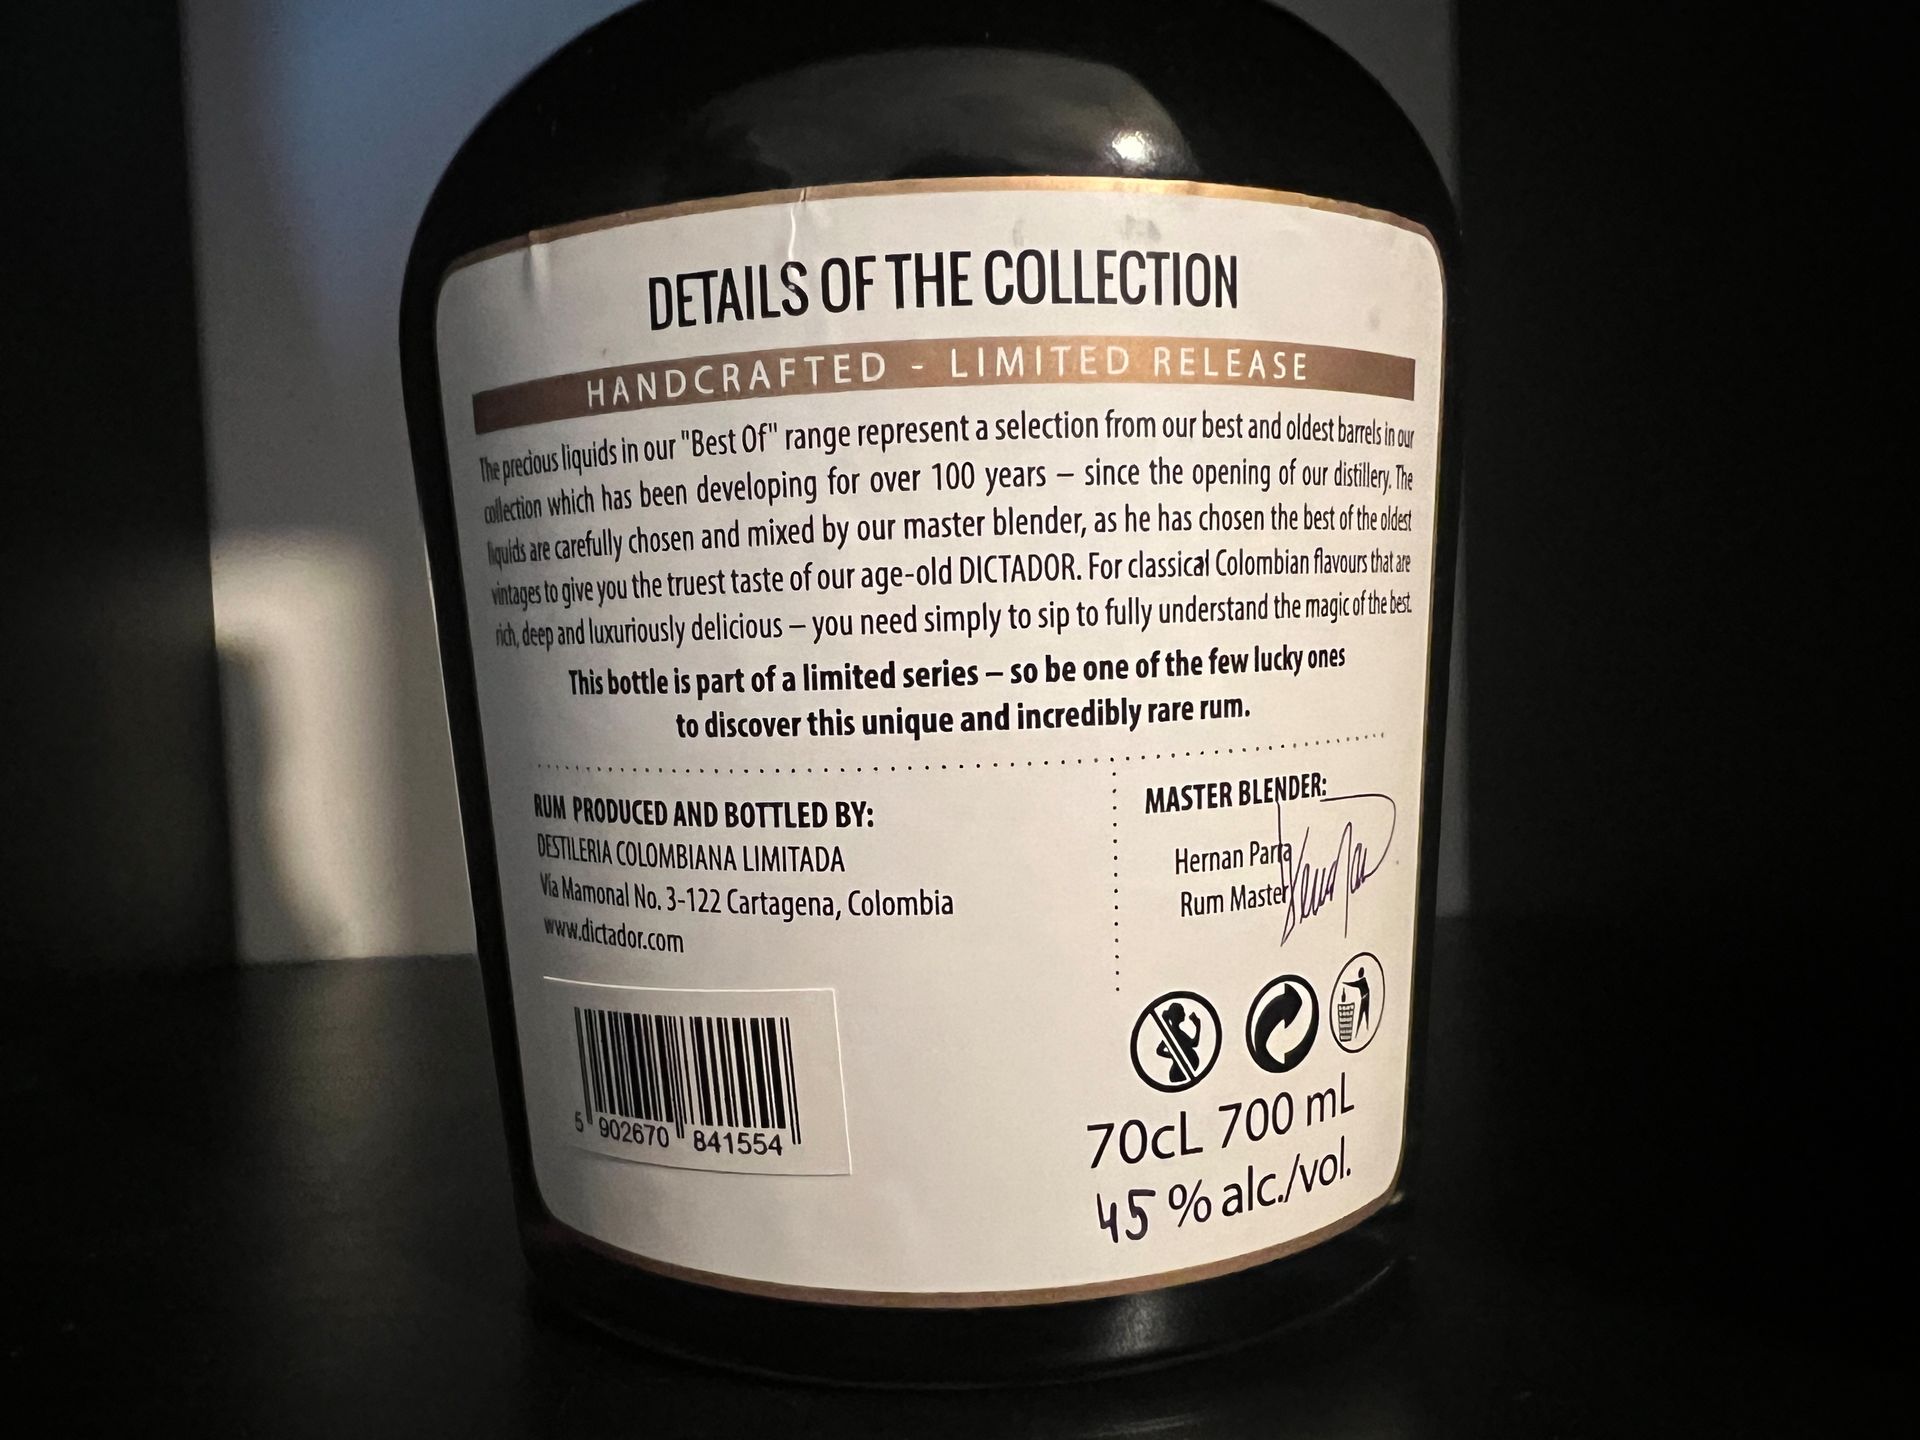 DETAILS OF THE COLLECTION
HANDCRAFTED - LIMITED RELEASE
The precious liquids in our "Best Of" range represent a selection from our best and oldest barrels in our
collection which has been developing for over 100 years – since the opening of our distillery. The
liquids are carefully chosen and mixed by our master blender, as he has chosen the best of the oldest
vintages to give you the truest taste of our age-old DICTADOR. For classical Colombian flavours that are
rich, deep and luxuriously delicious – you need simply to sip to fully understand the magic of the best.
This bottle is part of a limited series – so be one of the few lucky ones
to discover this unique and incredibly rare rum.
RUM PRODUCED AND BOTTLED BY:
DESTILERIA COLOMBIANA LIMITADA
Vía Mamonal No. 3-122 Cartagena, Colombia
www.dictador.com
MASTER BLENDER:
Hernan Parra
Rum Master
5 902670 841554
70cL 700 mL
45 % alc./vol.